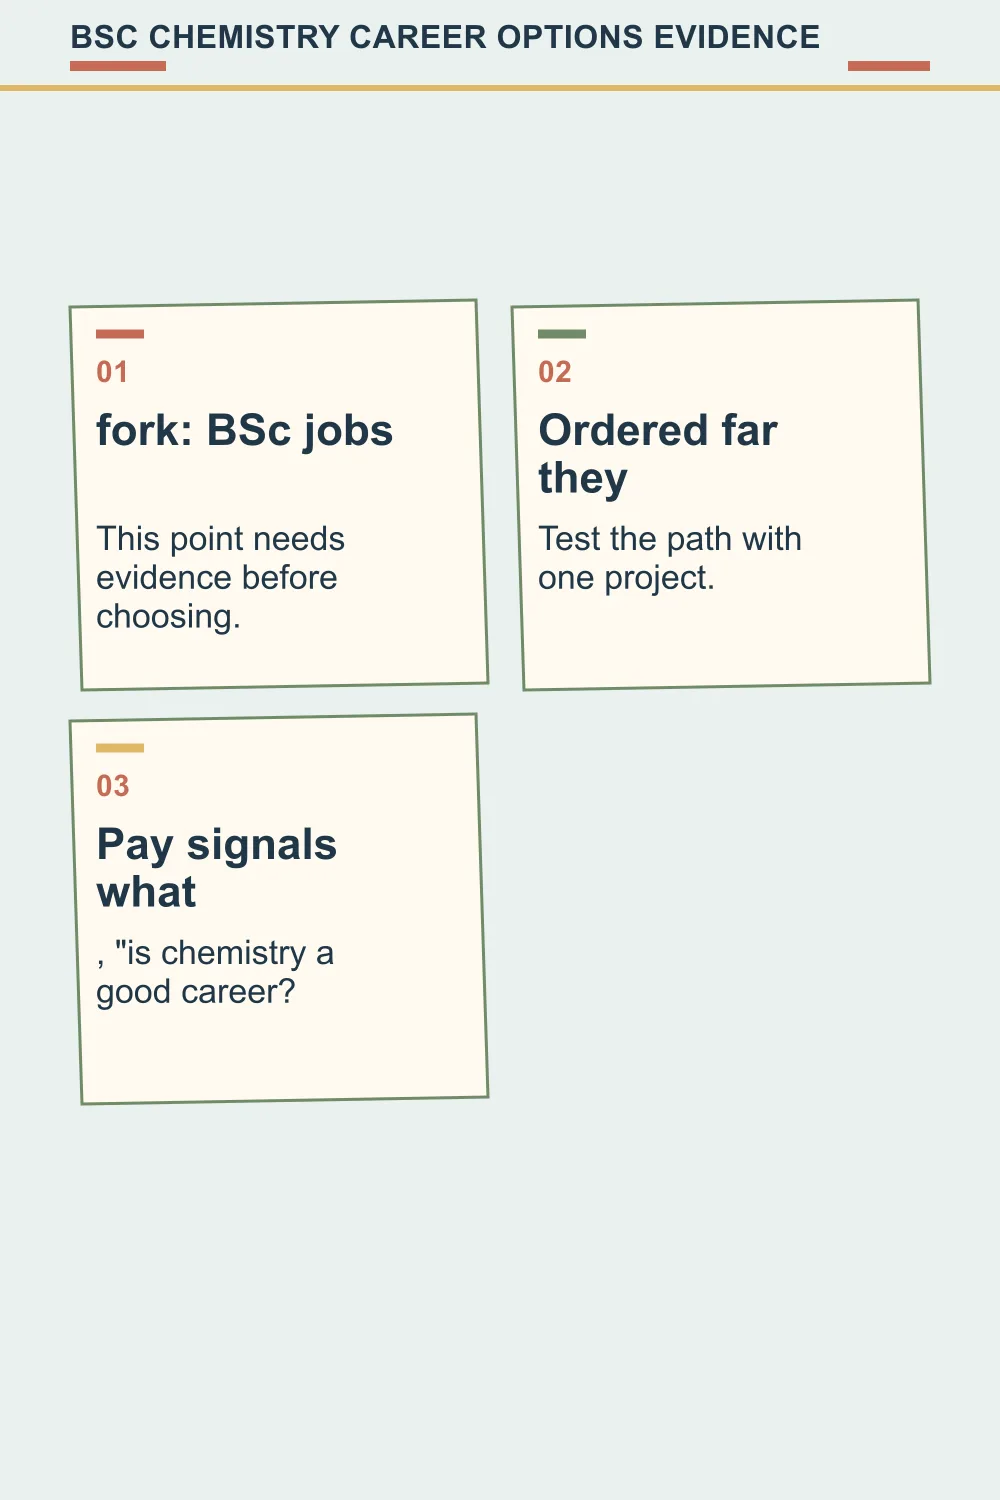 BSC CHEMISTRY CAREER OPTIONS EVIDENCE
01
fork: BSc jobs
This point needs
evidence before
choosing.
02
Ordered far
they
Test the path with
one project.
03
Pay signals
what
, "is chemistry a
good career?